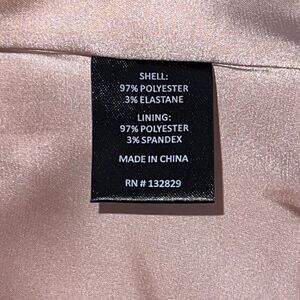 SHELL:
97% POLYESTER
3% ELASTANE
LINING:
97% POLYESTER
3% SPANDEX
MADE IN CHINA
RN # 132829